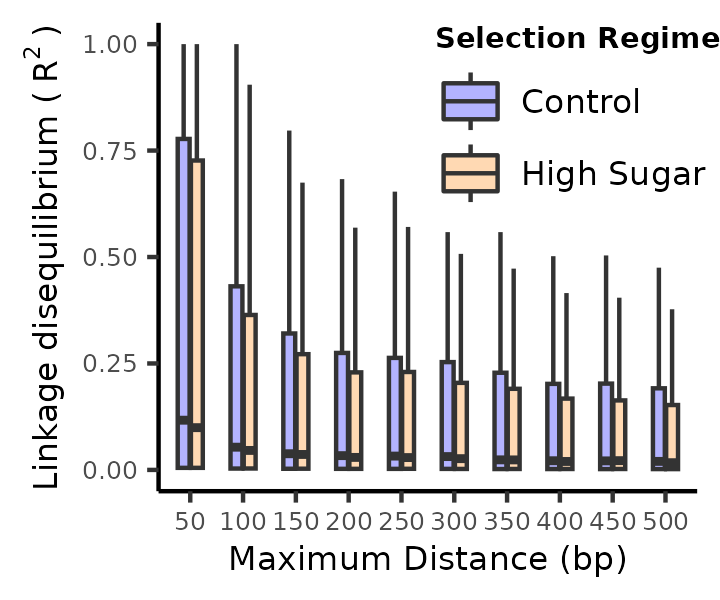 Selection Regime
Control
High Sugar
Linkage disequilibrium ( R² )
1.00
0.75
0.50
0.25
0.00
50 100 150 200 250 300 350 400 450 500
Maximum Distance (bp)